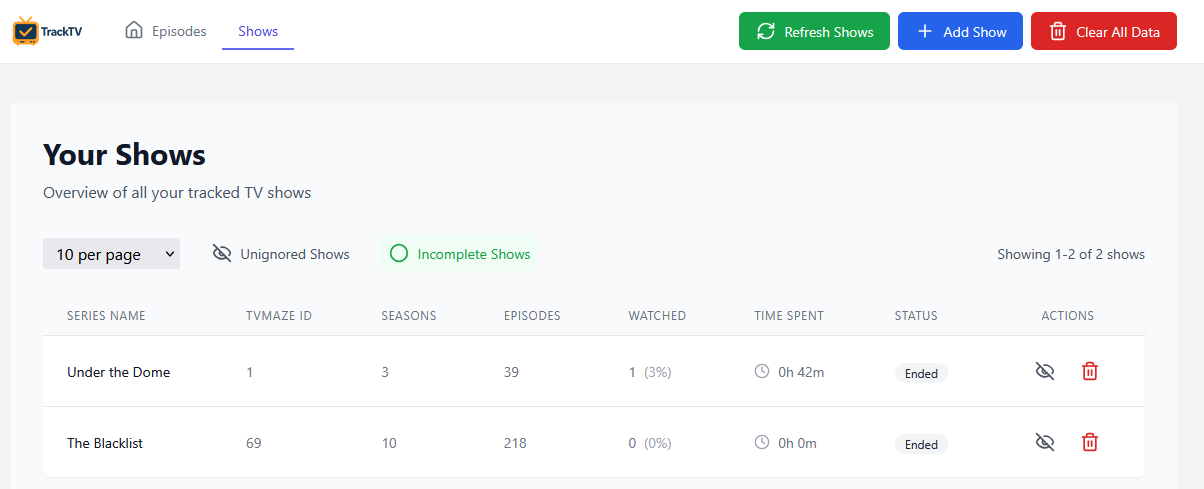 TrackTV Episodes Shows Refresh Shows Add Show Clear All Data
Your Shows
Overview of all your tracked TV shows
10 per page Unignored Shows Incomplete Shows Showing 1-2 of 2 shows
SERIES NAME TVMAZE ID SEASONS EPISODES WATCHED TIME SPENT STATUS ACTIONS
Under the Dome 1 3 39 1 (3%) 0h 42m Ended
The Blacklist 69 10 218 0 (0%) 0h 0m Ended